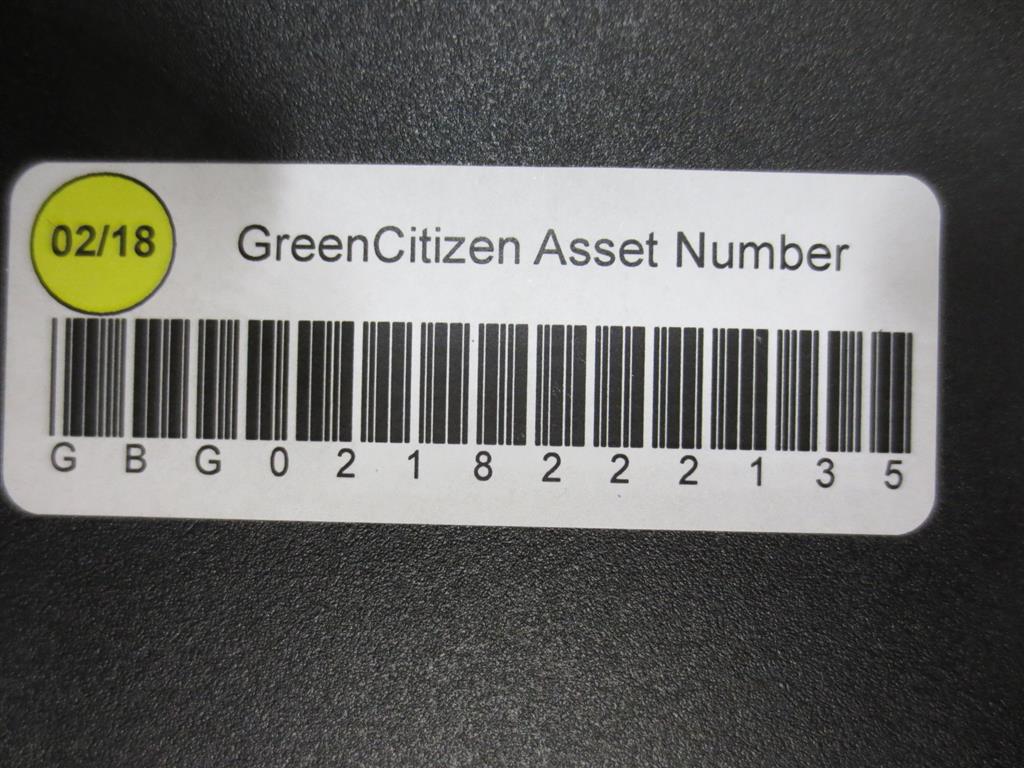 02/18
GreenCitizen Asset Number
G B G 0 2 1 8 2 2 2 1 3 5